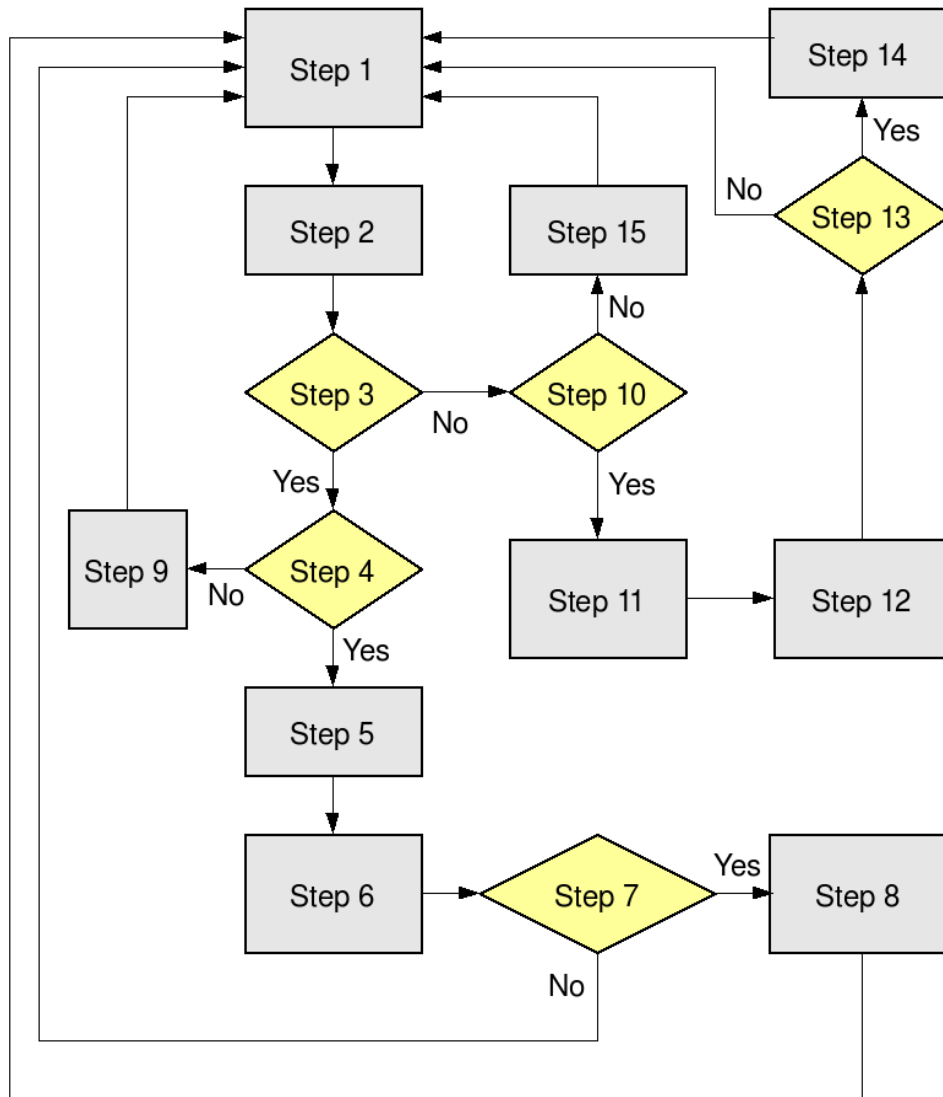 Step 1
Step 14
Yes
No
Step 13
Step 2
Step 15
No
Step 3
No
Step 10
Yes
Yes
Step 9
No
Step 4
Step 11
Step 12
Yes
Step 5
Step 6
Step 7
Yes
Step 8
No